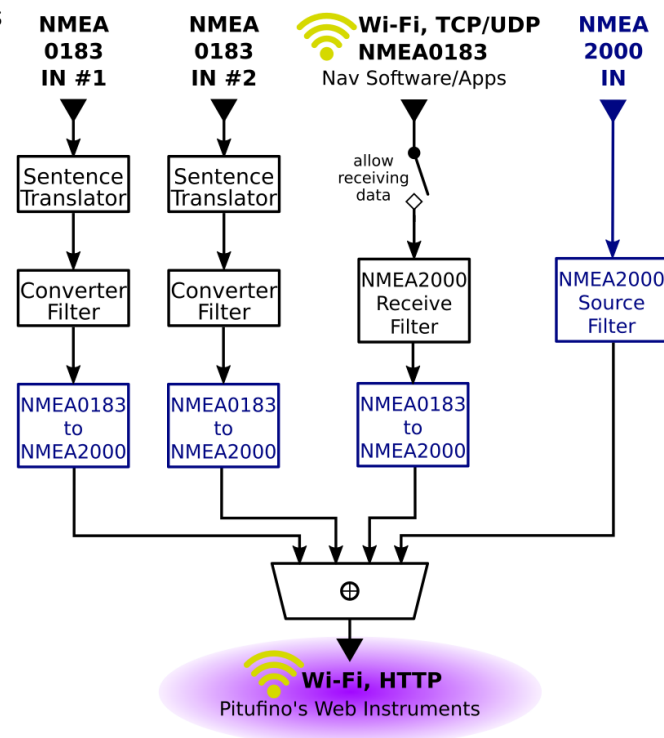 s
NMEA
0183
IN #1
NMEA
0183
IN #2
Wi-Fi, TCP/UDP
NMEA0183
Nav Software/Apps
NMEA
2000
IN
Sentence
Translator
Sentence
Translator
allow
receiving
data
Converter
Filter
Converter
Filter
NMEA2000
Receive
Filter
NMEA2000
Source
Filter
NMEA0183
to
NMEA2000
NMEA0183
to
NMEA2000
NMEA0183
to
NMEA2000
Wi-Fi, HTTP
Pitufino's Web Instruments